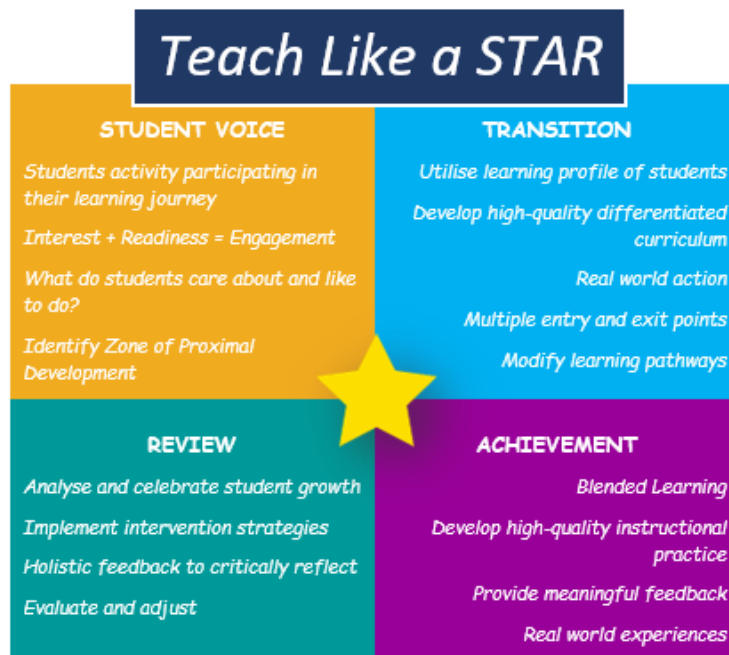 Teach Like a STAR
STUDENT VOICE
Students activity participating in
their learning journey
Interest + Readiness = Engagement
What do students care about and like
to do?
Identify Zone of Proximal
Development
TRANSITION
Utilise learning profile of students
Develop high-quality differentiated
curriculum
Real world action
Multiple entry and exit points
Modify learning pathways
REVIEW
Analyse and celebrate student growth
Implement intervention strategies
Holistic feedback to critically reflect
Evaluate and adjust
ACHIEVEMENT
Blended Learning
Develop high-quality instructional
practice
Provide meaningful feedback
Real world experiences